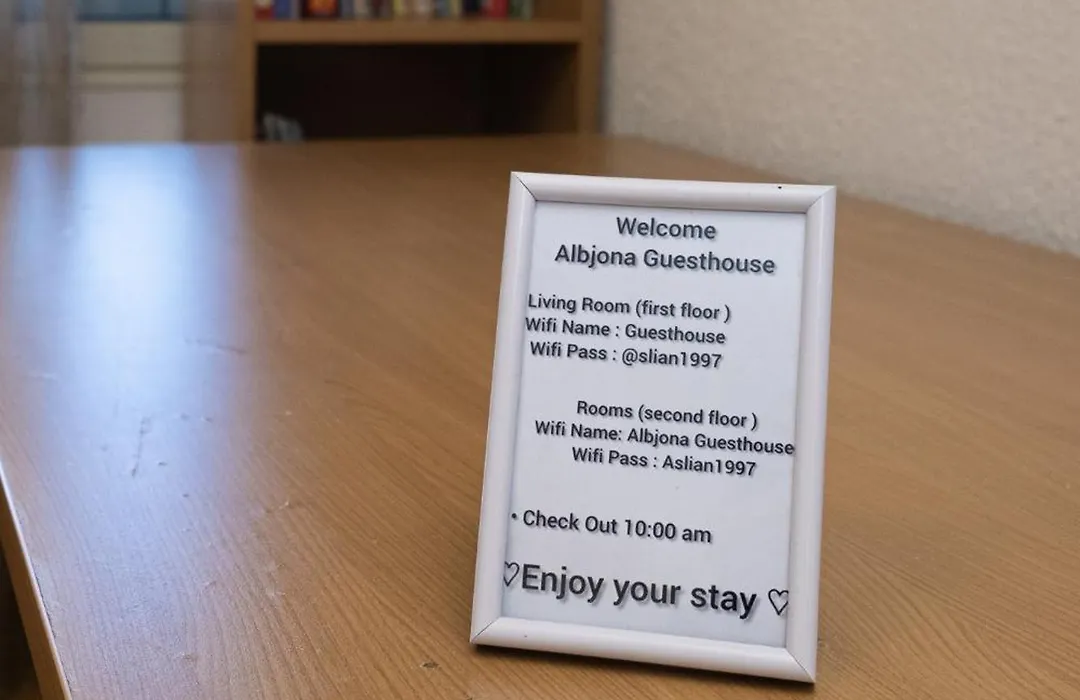 Welcome
Albjona Guesthouse
Living Room (first floor )
Wifi Name : Guesthouse
Wifi Pass : @slian1997
Rooms (second floor )
Wifi Name: Albjona Guesthouse
Wifi Pass : Aslian1997
• Check Out 10:00 am
♡Enjoy your stay ♡